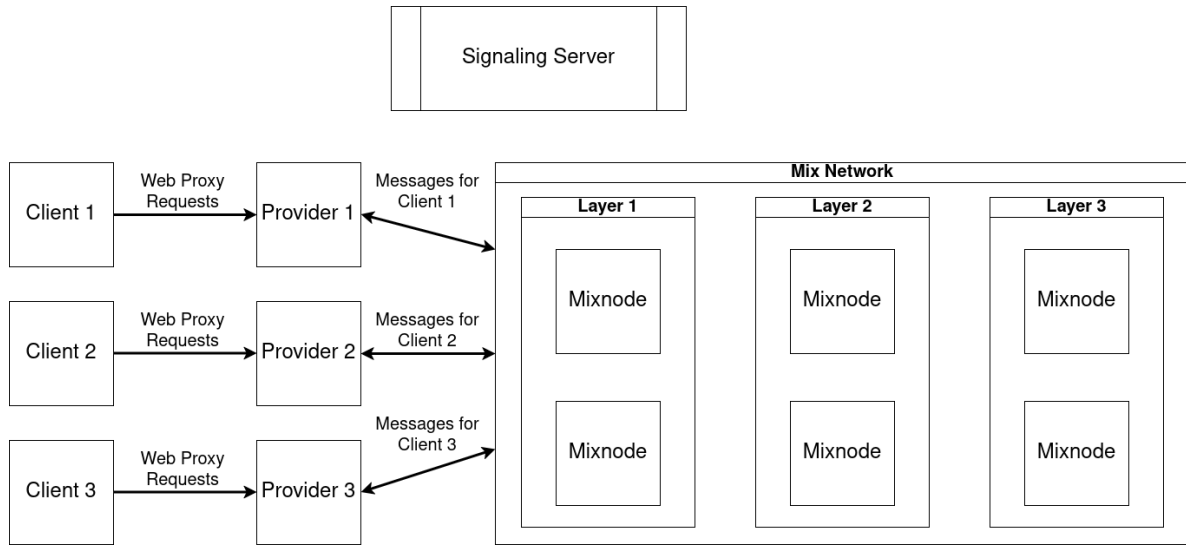 Signaling Server
Mix Network
Client 1
Web Proxy
Requests
Provider 1
Messages for
Client 1
Client 2
Web Proxy
Requests
Provider 2
Messages for
Client 2
Client 3
Web Proxy
Requests
Provider 3
Messages for
Client 3
Layer 1
Mixnode
Mixnode
Layer 2
Mixnode
Mixnode
Layer 3
Mixnode
Mixnode